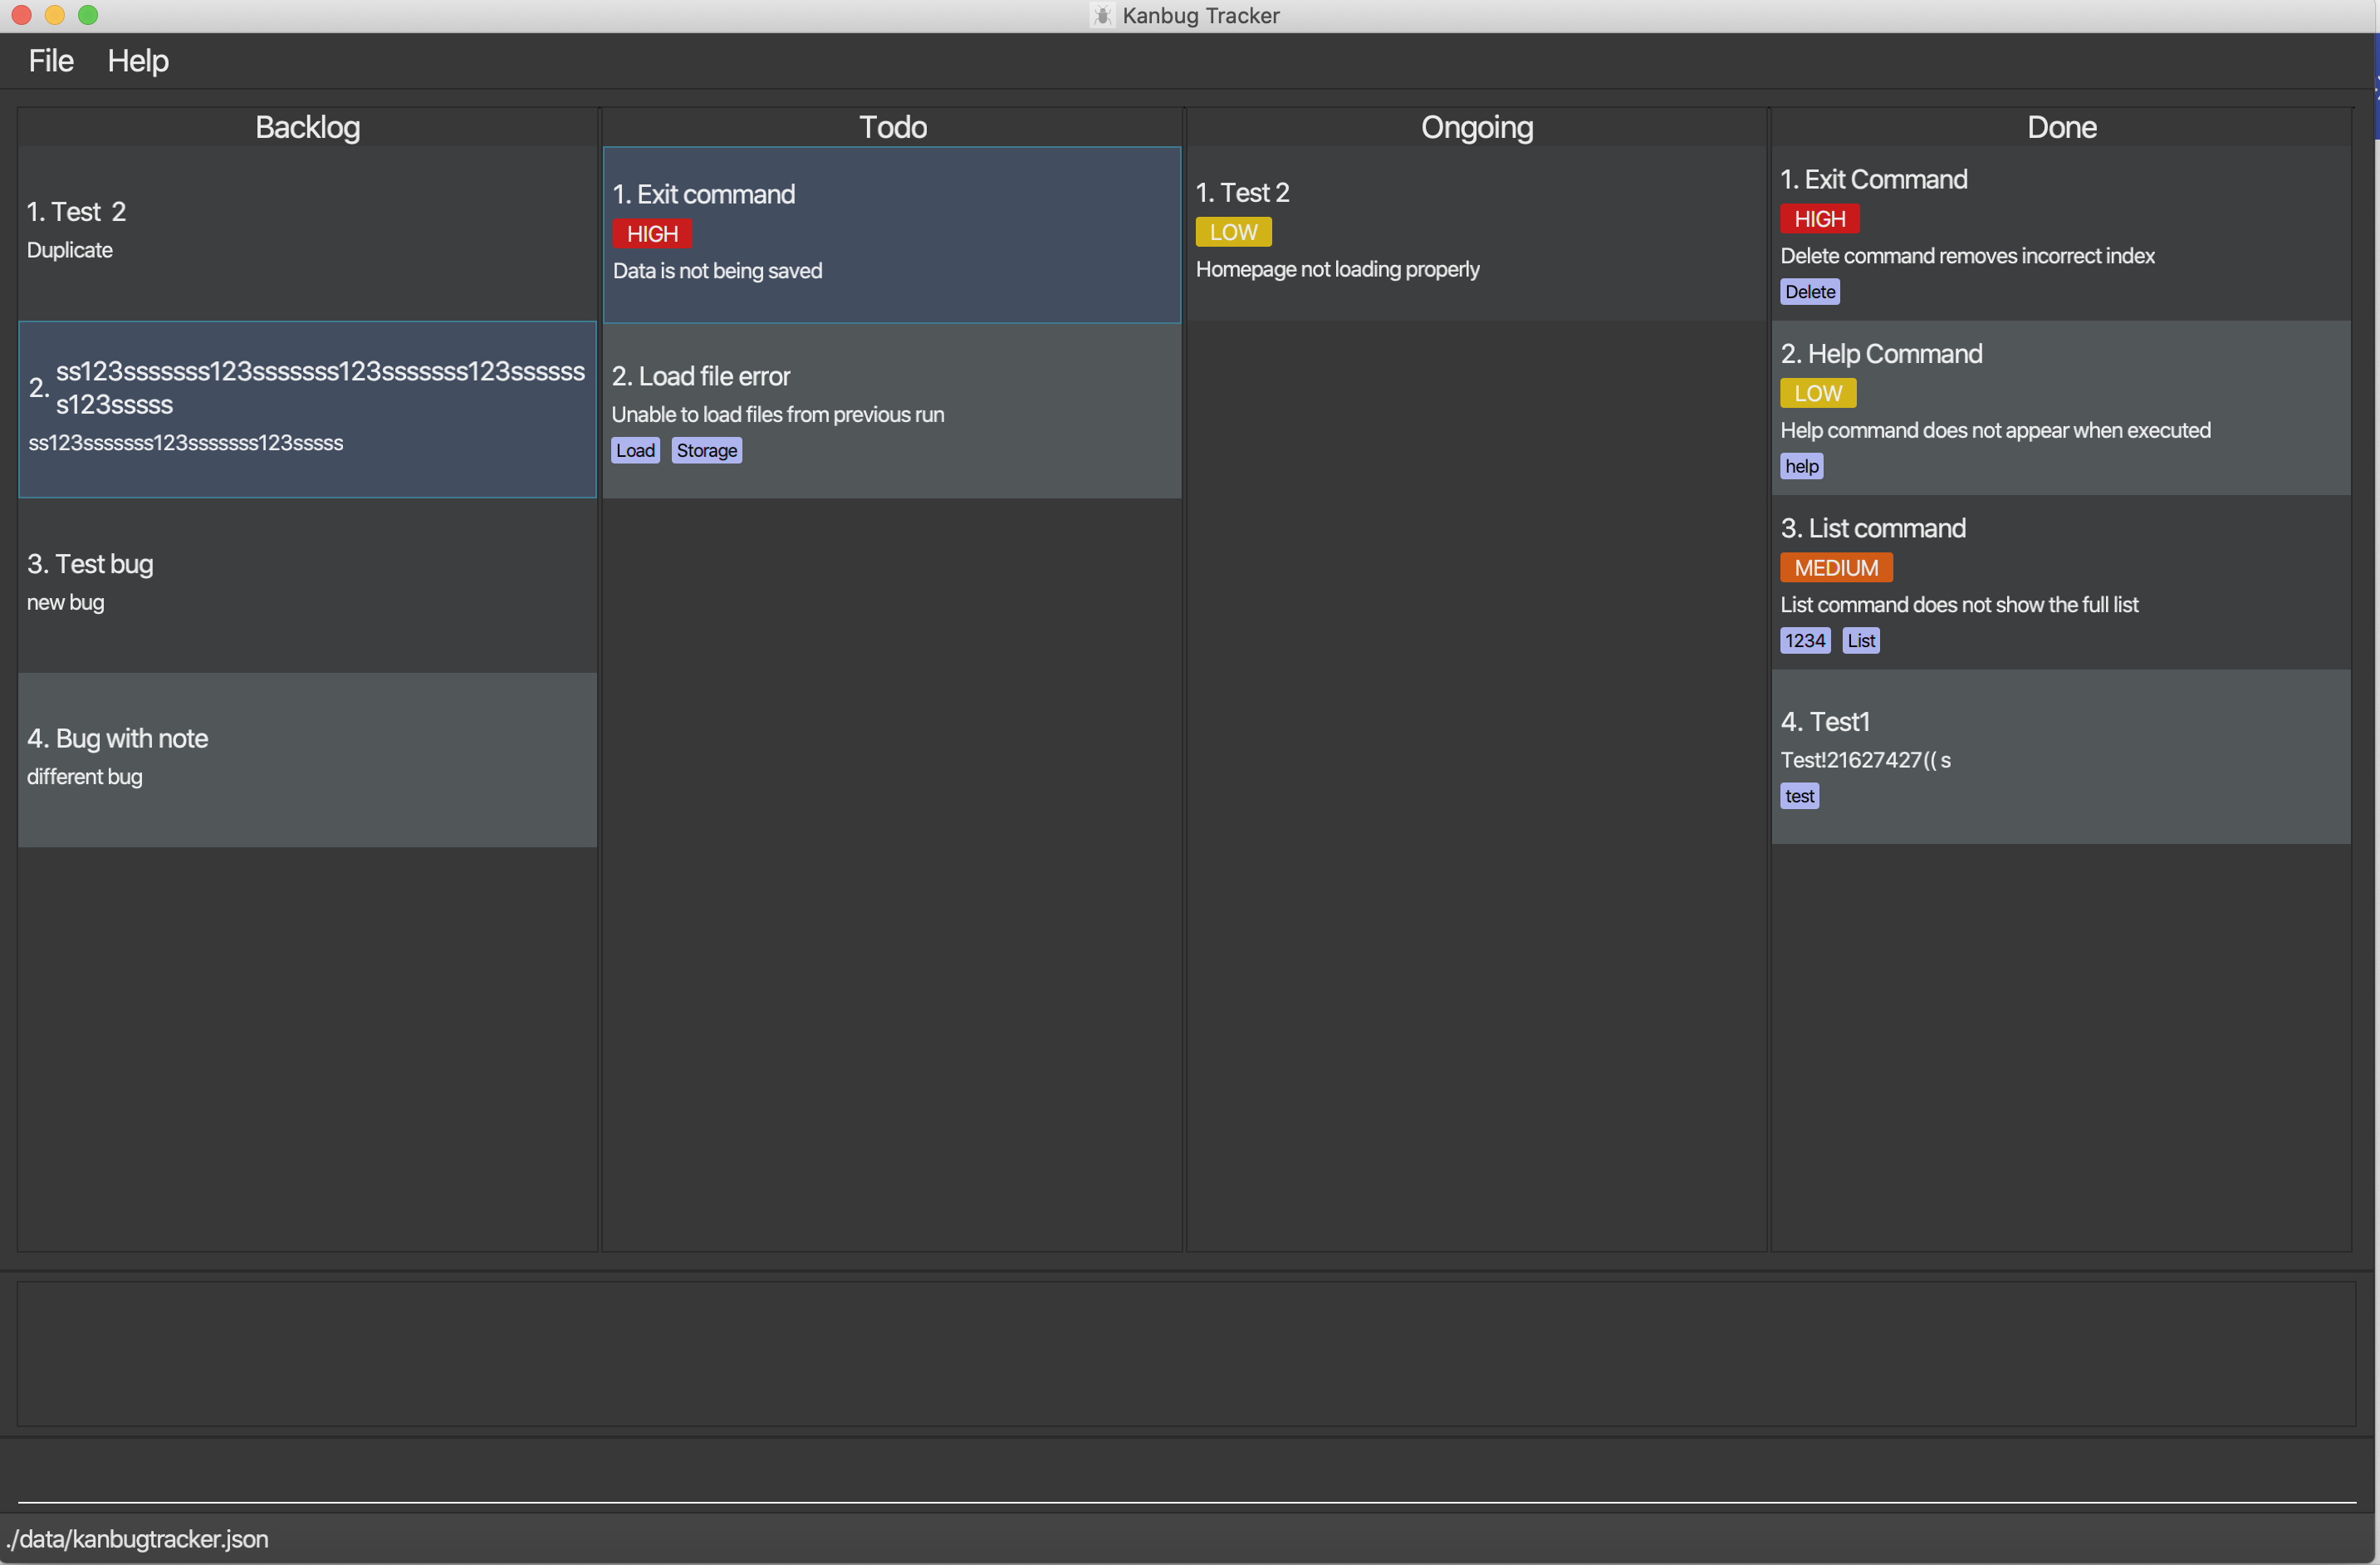 Kanbug Tracker
File Help
Backlog
1. Test  2
Duplicate
2. ss123sssssss123sssssss123sssssss123ssssss
s123sssss
ss123sssssss123sssssss123sssss
3. Test bug
new bug
4. Bug with note
different bug
Todo
1. Exit command
HIGH
Data is not being saved
2. Load file error
Unable to load files from previous run
Load Storage
Ongoing
1. Test 2
LOW
Homepage not loading properly
Done
1. Exit Command
HIGH
Delete command removes incorrect index
Delete
2. Help Command
LOW
Help command does not appear when executed
help
3. List command
MEDIUM
List command does not show the full list
1234 List
4. Test1
Test!21627427(( s
test
./data/kanbugtracker.json